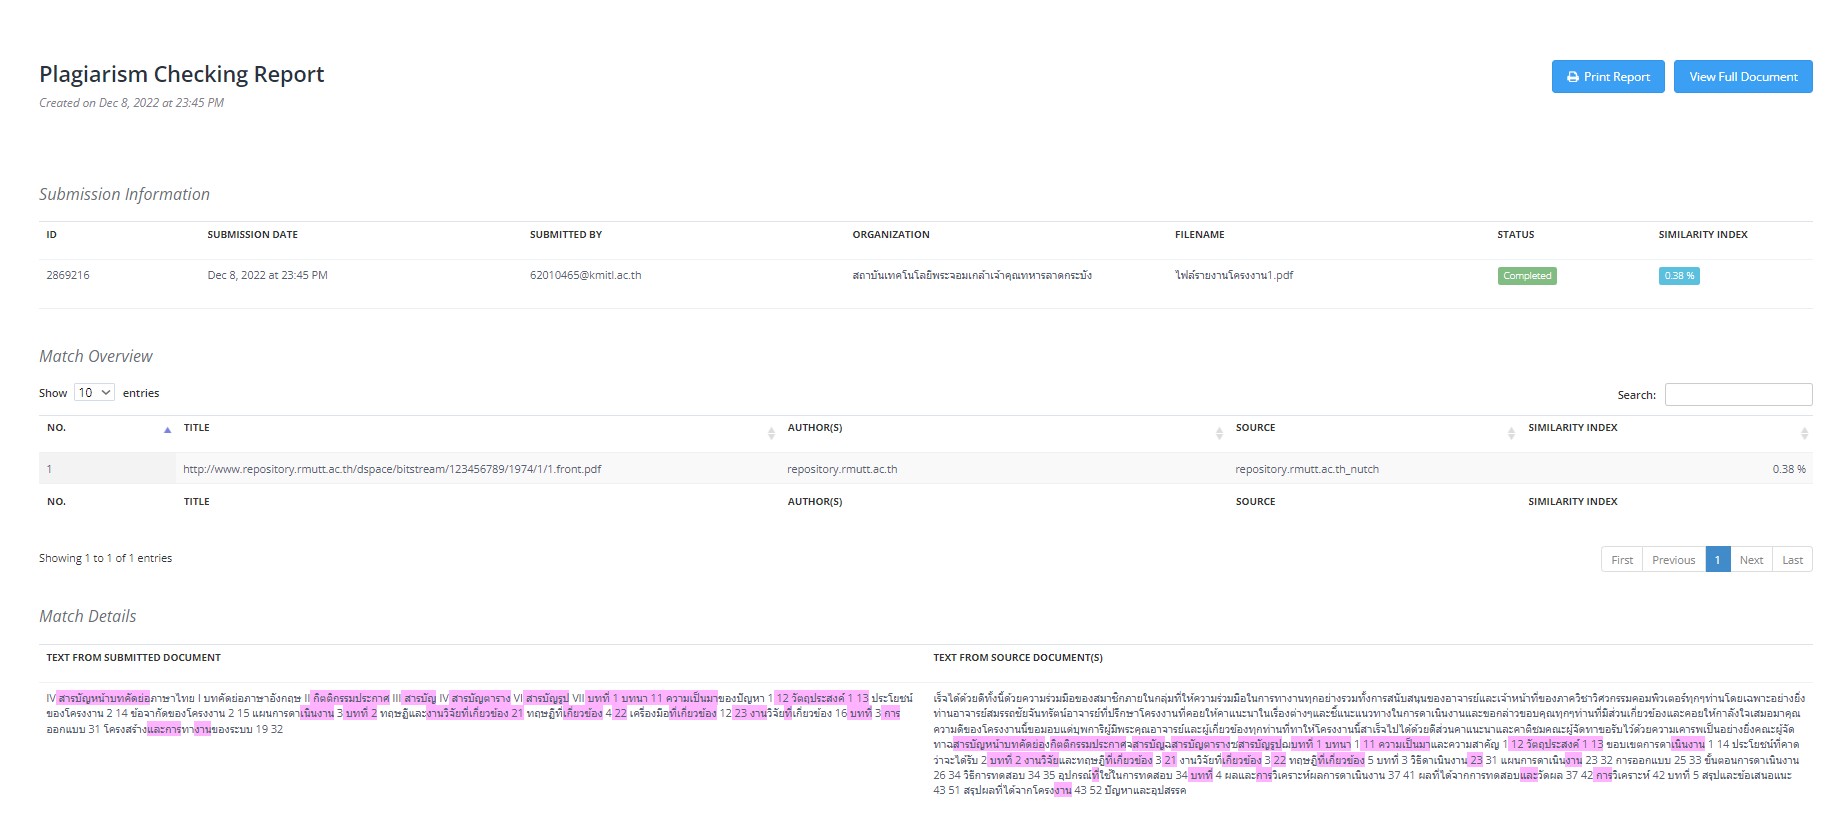 Plagiarism Checking Report
Print Report
View Full Document
Created on Dec 8, 2022 at 23:45 PM
Submission Information
ID SUBMISSION DATE SUBMITTED BY ORGANIZATION FILENAME STATUS SIMILARITY INDEX
2869216 Dec 8, 2022 at 23:45 PM 62010465@kmitl.ac.th สถาบันเทคโนโลยีพระจอมเกล้าเจ้าคุณทหารลาดกระบัง ไฟล์รายงานโครงงาน1.pdf Completed 0.38 %
Match Overview
Show 10 entries
Search:
NO. TITLE AUTHOR(S) SOURCE SIMILARITY INDEX
1 http://www.repository.rmutt.ac.th/dspace/bitstream/123456789/1974/1/1.front.pdf repository.rmutt.ac.th repository.rmutt.ac.th_nutch 0.38 %
NO. TITLE AUTHOR(S) SOURCE SIMILARITY INDEX
Showing 1 to 1 of 1 entries
First Previous 1 Next Last
Match Details
TEXT FROM SUBMITTED DOCUMENT
IV สารบัญหน้าบทคัดย่อภาษาไทย I บทคัดย่อภาษาอังกฤษ II กิตติกรรมประกาศ III สารบัญ IV สารบัญตาราง VI สารบัญรูป VII บทที่ 1 บทนา 11 ความเป็นมาของปัญหา 1 12 วัตถุประสงค์ 1 13 ประโยชน์
ของโครงงาน 2 14 ข้อจากัดของโครงงาน 2 15 แผนการดาเนินงาน 3 บทที่ 2 ทฤษฏีและงานวิจัยที่เกี่ยวข้อง 21 ทฤษฏีที่เกี่ยวข้อง 4 22 เครื่องมือที่เกี่ยวข้อง 12 23 งานวิจัยที่เกี่ยวข้อง 16 บทที่ 3 การ
ออกแบบ 31 โครงสร้างและการทางานของระบบ 19 32
TEXT FROM SOURCE DOCUMENT(S)
เร็จได้ด้วยดีทั้งนี้ด้วยความร่วมมือของสมาชิกภายในกลุ่มที่ให้ความร่วมมือในการทางานทุกอย่างรวมทั้งการสนับสนุนของอาจารย์และเจ้าหน้าที่ของภาควิชาวิศวกรรมคอมพิวเตอร์ทุกๆท่านโดยเฉพาะอย่างยิ่ง
ท่านอาจารย์สมรรถชัยจันทรัตน์อาจารย์ที่ปรึกษาโครงงานที่คอยให้คาแนะนาในเรื่องต่างๆและชี้แนะแนวทางในการดาเนินงานและขอกล่าวขอบคุณทุกๆท่านที่มีส่วนเกี่ยวข้องและคอยให้กาลังใจเสมอมาคุณ
ความดีของโครงงานนี้ขอมอบแด่บุพการีผู้มีพระคุณอาจารย์และผู้เกี่ยวข้องทุกท่านที่ทาให้โครงงานนี้สาเร็จไปได้ด้วยดีส่วนคาแนะนาและคาติชมคณะผู้จัดทาขอรับไว้ด้วยความเคารพเป็นอย่างยิ่งคณะผู้จัด
ทาฉสารบัญหน้าบทคัดย่องกิตติกรรมประกาศจสารบัญฉสารบัญตารางซสารบัญรูปฌบทที่ 1 บทนา 1 11 ความเป็นมาและความสาคัญ 1 12 วัตถุประสงค์ 1 13 ขอบเขตการดาเนินงาน 1 14 ประโยชน์ที่คาด
ว่าจะได้รับ 2 บทที่ 2 งานวิจัยและทฤษฎีที่เกี่ยวข้อง 3 21 งานวิจัยที่เกี่ยวข้อง 3 22 ทฤษฎีที่เกี่ยวข้อง 5 บทที่ 3 วิธีดาเนินงาน 23 31 แผนการดาเนินงาน 23 32 การออกแบบ 25 33 ขั้นตอนการดาเนินงาน
26 34 วิธีการทดสอบ 34 35 อุปกรณ์ที่ใช้ในการทดสอบ 34 บทที่ 4 ผลและการวิเคราะห์ผลการดาเนินงาน 37 41 ผลที่ได้จากการทดสอบและวัดผล 37 42 การวิเคราะห์ 42 บทที่ 5 สรุปและข้อเสนอแนะ
43 51 สรุปผลที่ได้จากโครงงาน 43 52 ปัญหาและอุปสรรค